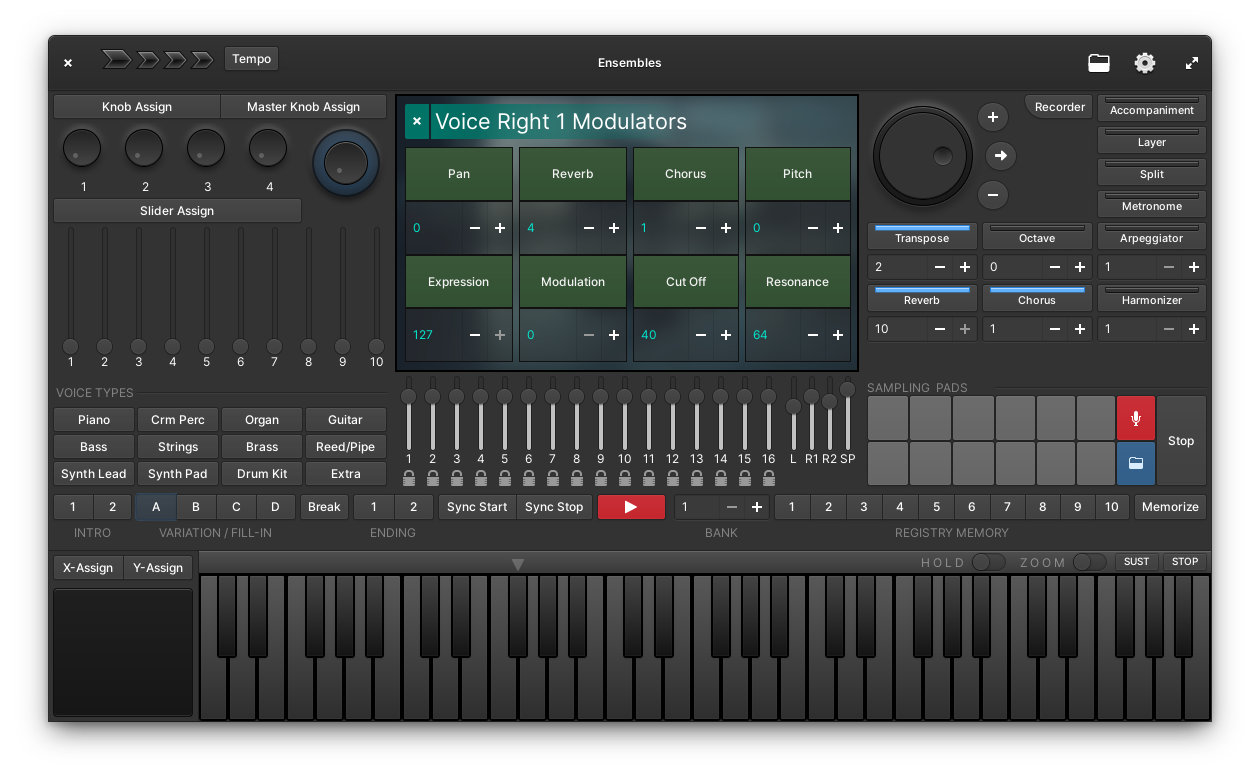 Tempo
Ensembles
Knob Assign Master Knob Assign
1 2 3 4
Slider Assign
1 2 3 4 5 6 7 8 9 10
VOICE TYPES
Piano Crm Perc Organ Guitar
Bass Strings Brass Reed/Pipe
Synth Lead Synth Pad Drum Kit Extra
Voice Right 1 Modulators
Pan Reverb Chorus Pitch
0 4 1 0
Expression Modulation Cut Off Resonance
127 0 40 64
1 2 3 4 5 6 7 8 9 10 11 12 13 14 15 16 L R1 R2 SP
Recorder
Accompaniment
Layer
Split
Metronome
Transpose Octave Arpeggiator
2 0 1
Reverb Chorus Harmonizer
10 1 1
SAMPLING PADS
Stop
1 2 A B C D Break 1 2 Sync Start Sync Stop 1 1 2 3 4 5 6 7 8 9 10 Memorize
INTRO VARIATION / FILL-IN ENDING BANK REGISTRY MEMORY
X-Assign Y-Assign
HOLD ZOOM SUST STOP